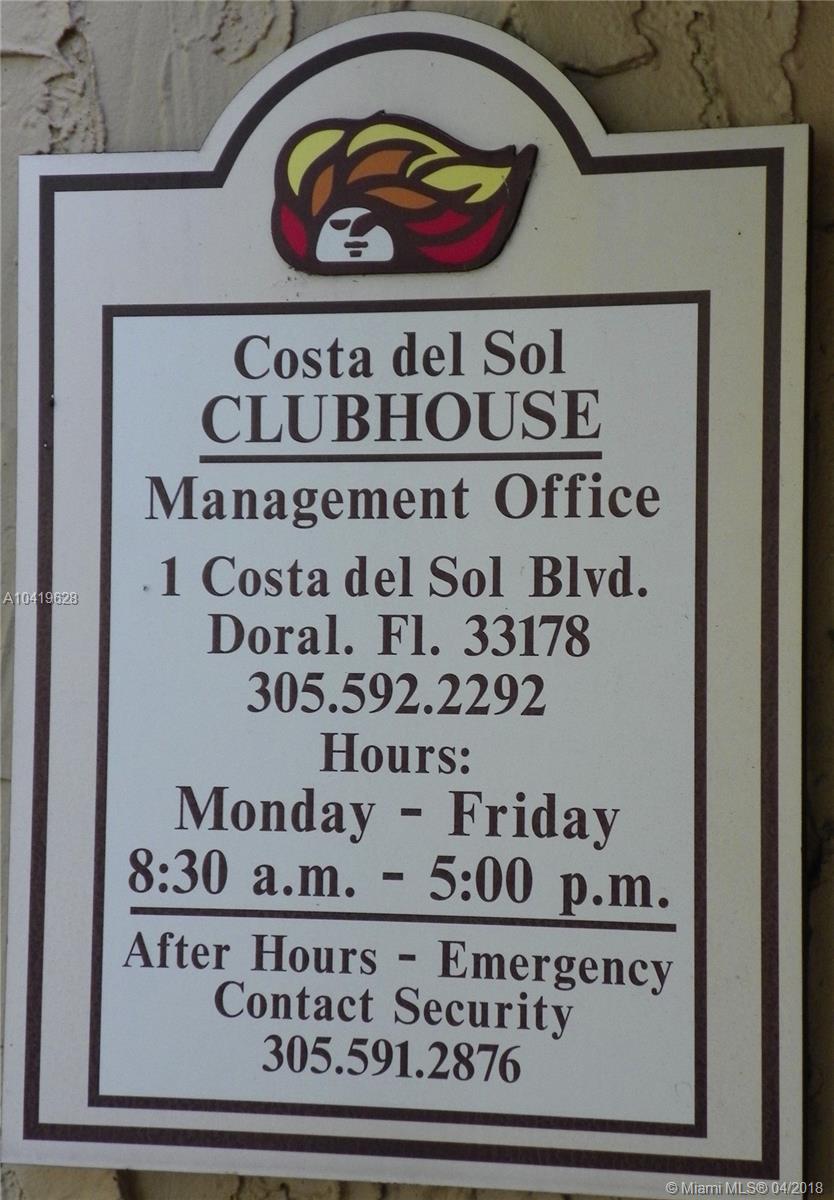 Costa del Sol
CLUBHOUSE
Management Office
1 Costa del Sol Blvd.
Doral. Fl. 33178
305.592.2292
Hours:
Monday - Friday
8:30 a.m. - 5:00 p.m.
After Hours - Emergency
Contact Security
305.591.2876
A10419628
© Miami MLS® 04/2018